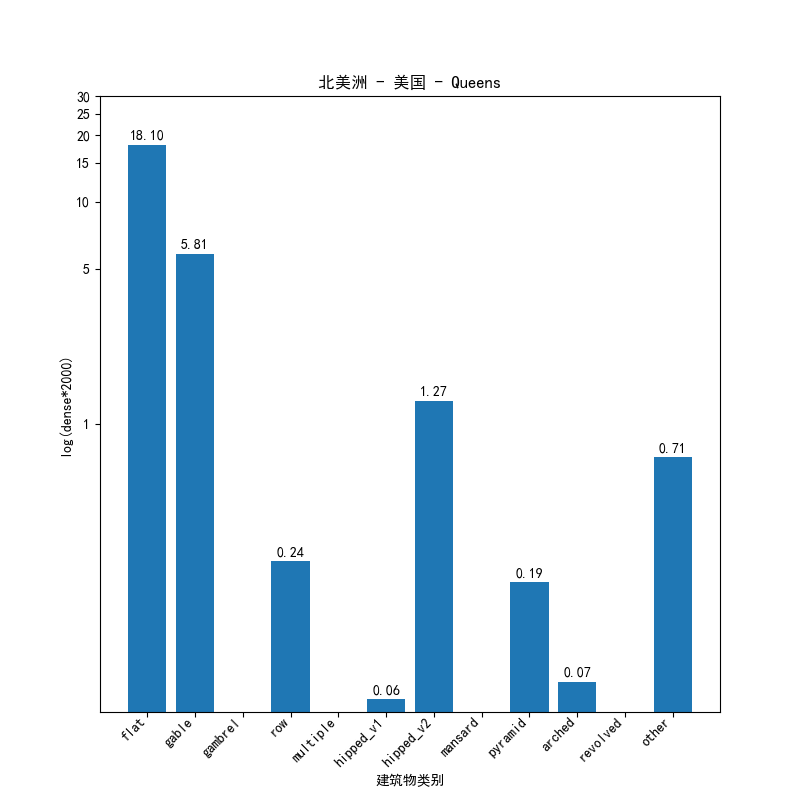 北美洲 - 美国 - Queens
30
25
20
15
10
5
1
log(dense*2000)
18.10
5.81
0.24
0.06
1.27
0.19
0.07
0.71
flat
gable
gambrel
row
multiple
hipped_v1
hipped_v2
mansard
pyramid
arched
revolved
other
建筑物类别